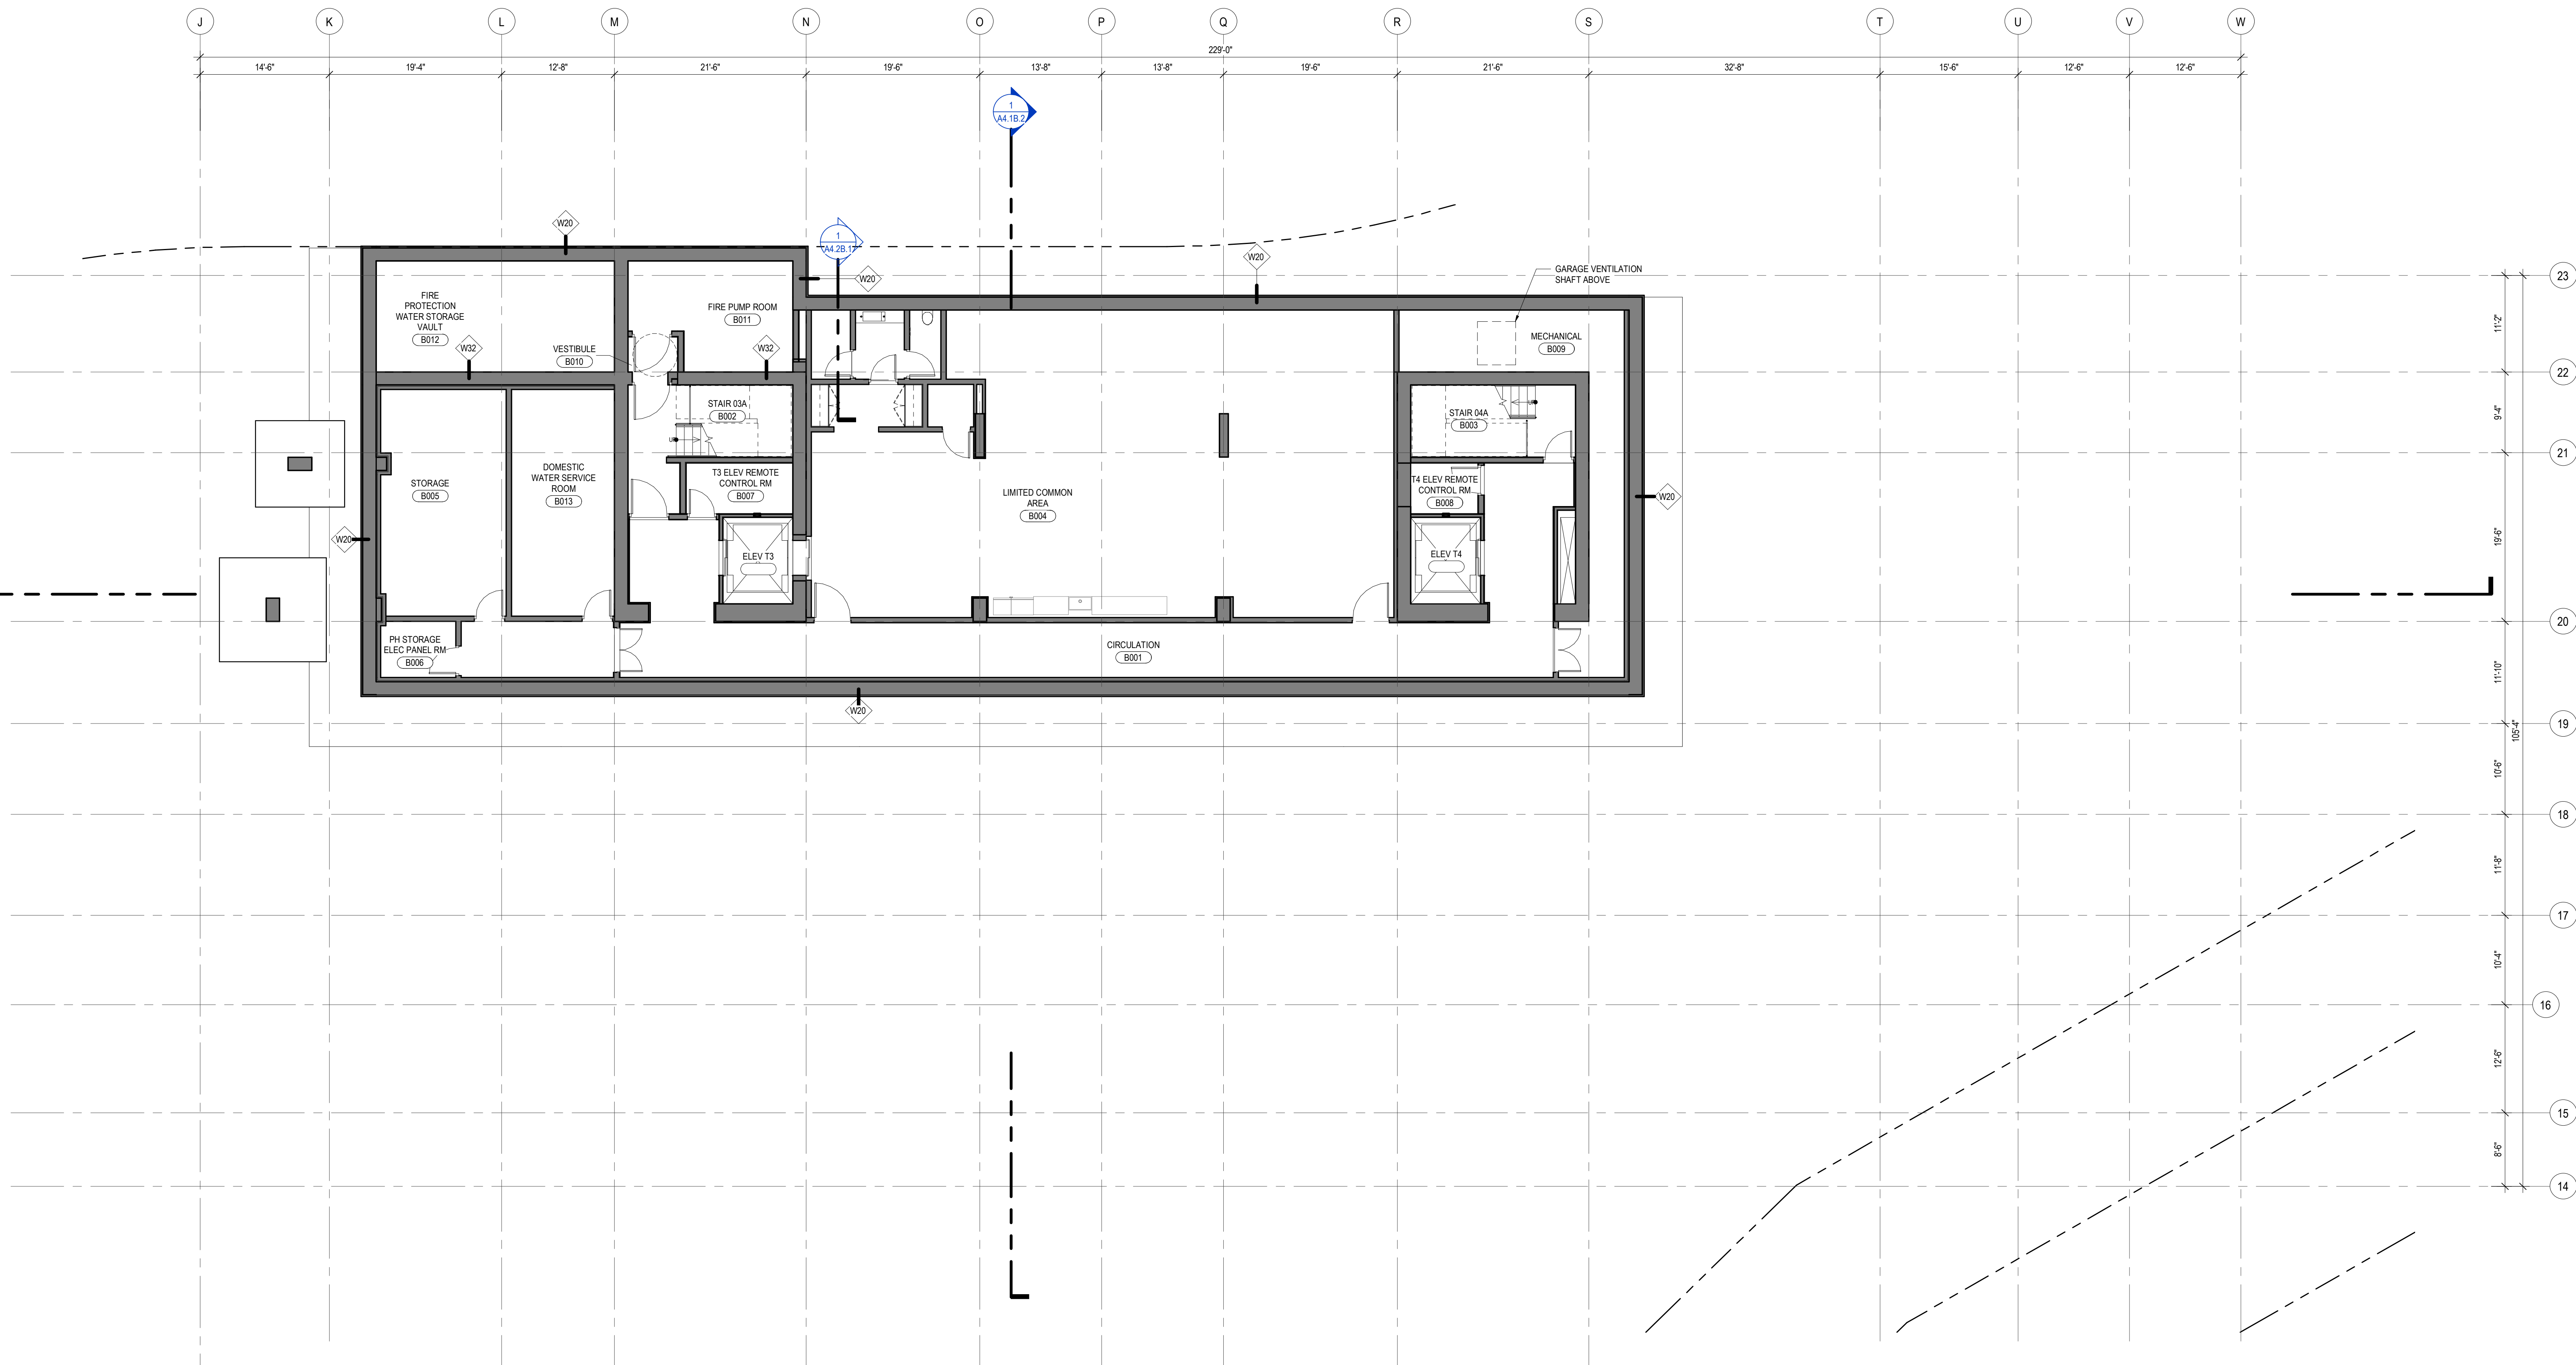 J K L M N O P Q R S T U V W
229'-0"
14'-6" 19'-4" 12'-8" 21'-6" 19'-6" 13'-8" 13'-8" 19'-6" 21'-6" 32'-8" 15'-6" 12'-6" 12'-6"
1
A4.1B.2
W20
1
A4.2B.17
W20
W20
GARAGE VENTILATION
SHAFT ABOVE
23
FIRE
PROTECTION
WATER STORAGE
VAULT
B012
FIRE PUMP ROOM
B011
11'-2"
MECHANICAL
B009
W32
VESTIBULE
B010
W32
22
STAIR 03A
B002
UP
STAIR 04A
B003
UP
9'-4"
21
STORAGE
B005
DOMESTIC
WATER SERVICE
ROOM
B013
T3 ELEV REMOTE
CONTROL RM
B007
LIMITED COMMON
AREA
B004
T4 ELEV REMOTE
CONTROL RM
B008
W20
W20
ELEV T3
ELEV T4
19'-6"
20
PH STORAGE
ELEC PANEL RM
B006
CIRCULATION
B001
11'-10"
W20
19
105'-4"
10'-6"
18
11'-8"
17
10'-4"
16
12'-6"
15
8'-6"
14